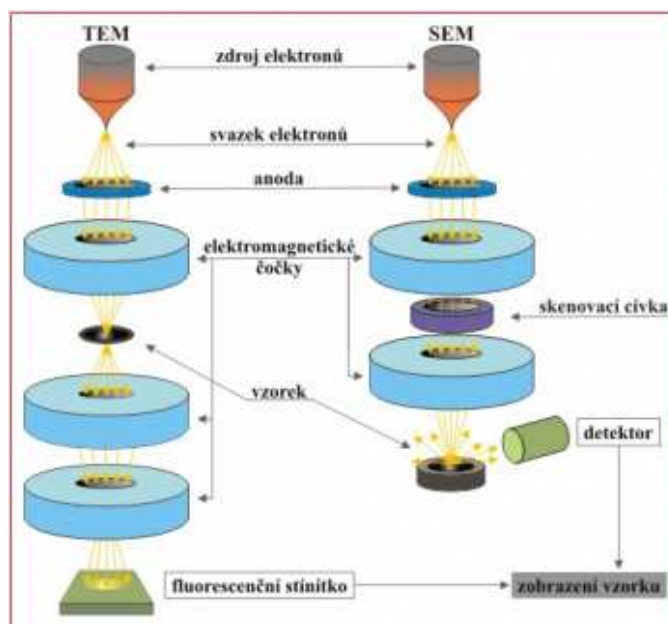 TEM
SEM
zdroj elektronů
svazek elektronů
anoda
elektromagnetické
čočky
skenovací cívka
vzorek
detektor
fluorescenční stínítko
zobrazení vzorku